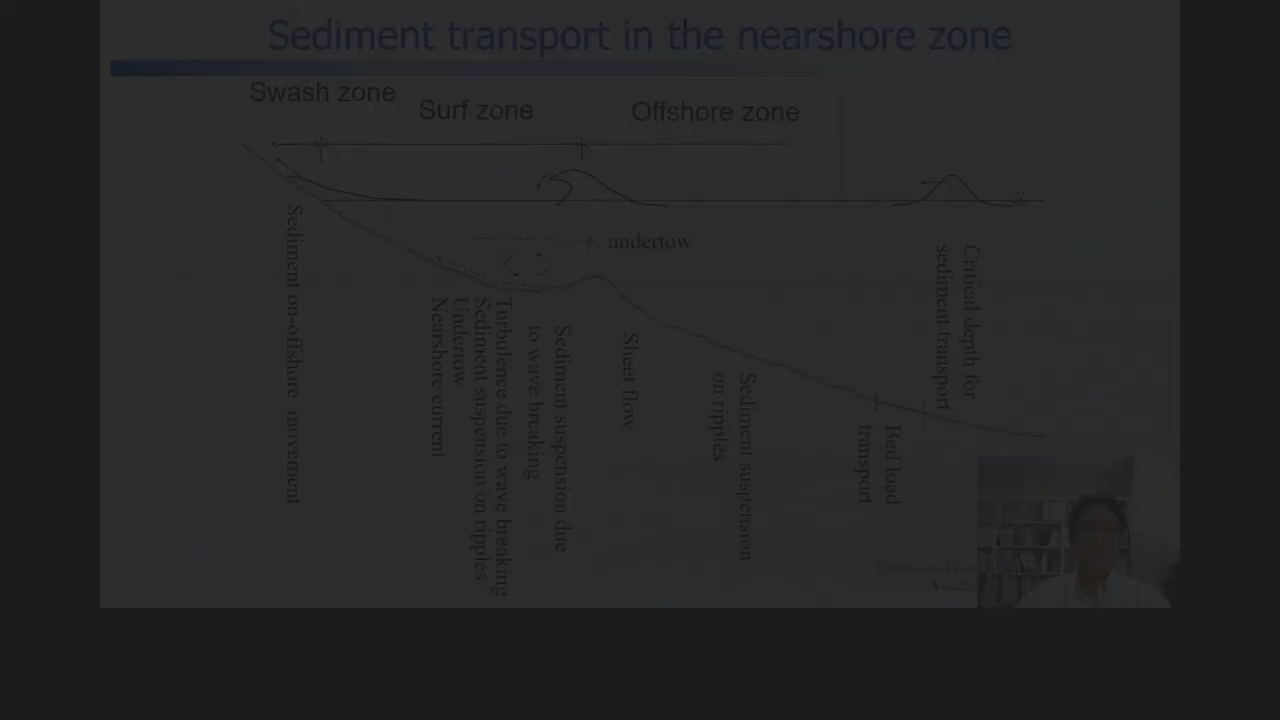 Sediment transport in the nearshore zone
Swash zone
Surf zone
Offshore zone
undertow
Sediment on-offshore movement
Nearshore current
Undertow
Sediment suspension on ripples
Turbulence due to wave breaking
Sediment suspension due
to wave breaking
Sheet flow
Sediment suspension
on ripples
Bed load
transport
Critical depth for
sediment transport